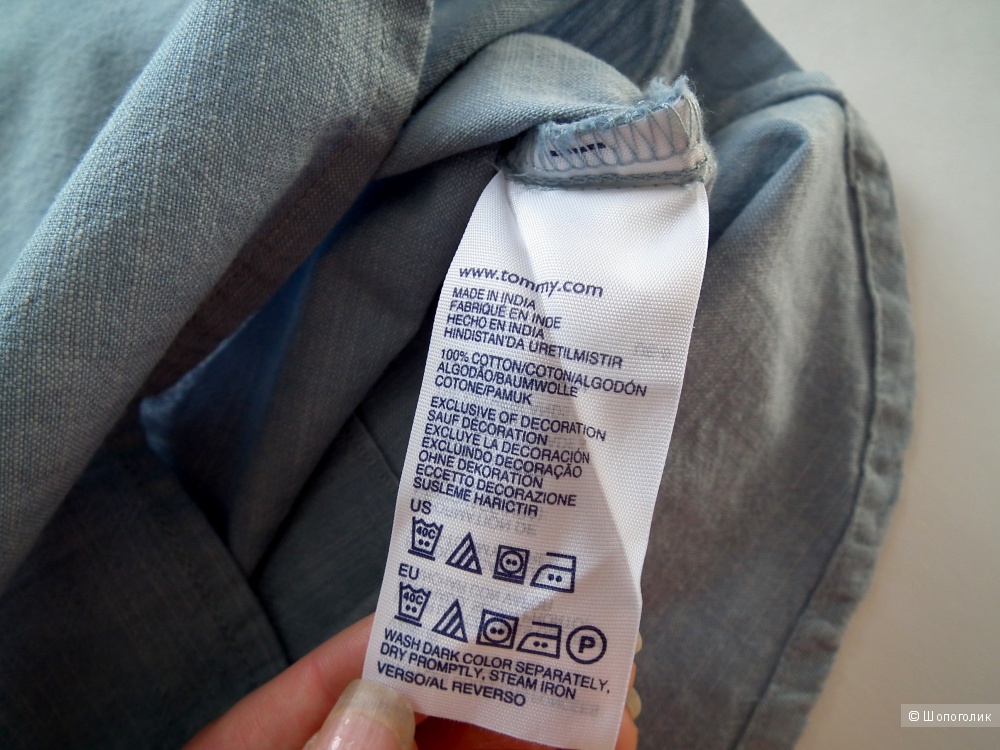 www.tommy.com
MADE IN INDIA
FABRIQUÉ EN INDE
HECHO EN INDIA
HINDISTAN'DA URETILMISTIR
100% COTTON/COTON/ALGODÓN
ALGODÃO/BAUMWOLLE
COTONE/PAMUK
EXCLUSIVE OF DECORATION
SAUF DÉCORATION
EXCLUYE LA DECORACIÓN
EXCLUINDO DECORAÇÃO
OHNE DEKORATION
ECCETTO DECORAZIONE
SUSLEME HARICTIR
US
40C
EU
40C
P
WASH DARK COLOR SEPARATELY,
DRY PROMPTLY, STEAM IRON
VERSO/AL REVERSO
© Шопоголик